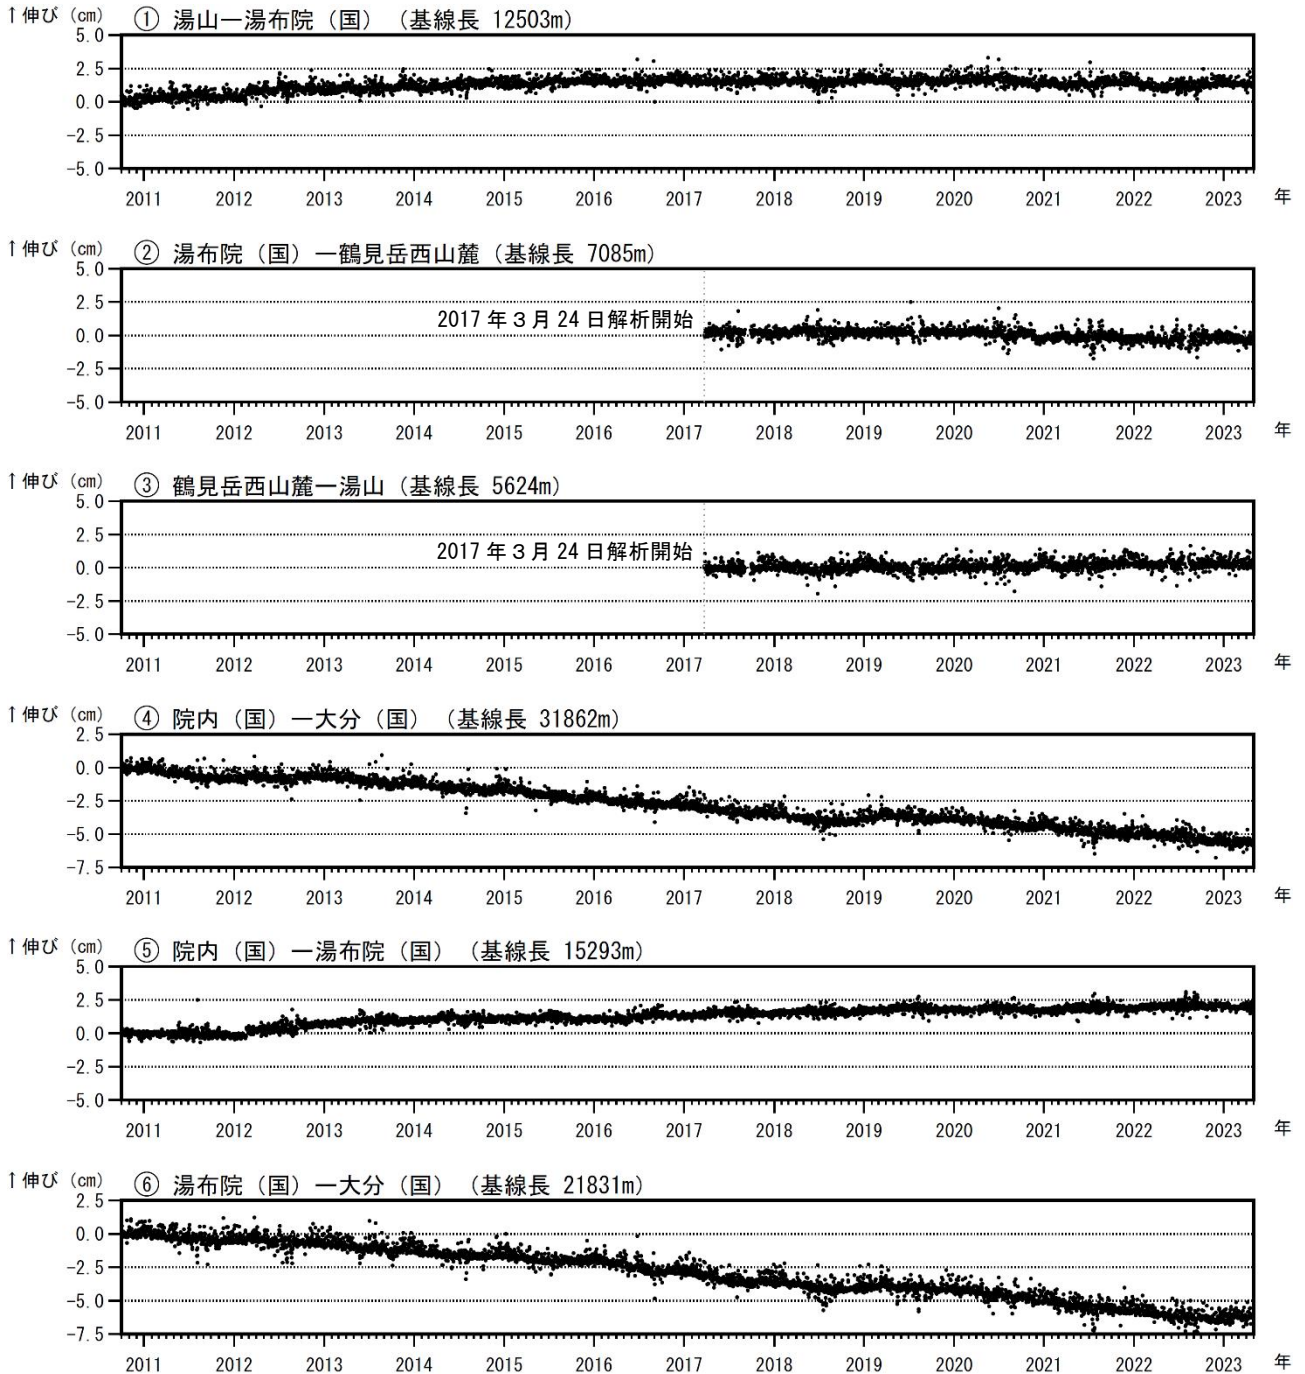 ↑伸び (cm) ① 湯山ー湯布院（国）（基線長 12503m）
5.0
2.5
0.0
-2.5
-5.0
2011 2012 2013 2014 2015 2016 2017 2018 2019 2020 2021 2022 2023 年
↑伸び (cm) ② 湯布院（国）ー鶴見岳西山麓（基線長 7085m）
5.0
2.5
2017年３月24日解析開始
0.0
-2.5
-5.0
2011 2012 2013 2014 2015 2016 2017 2018 2019 2020 2021 2022 2023 年
↑伸び (cm) ③ 鶴見岳西山麓ー湯山（基線長 5624m）
5.0
2.5
2017年３月24日解析開始
0.0
-2.5
-5.0
2011 2012 2013 2014 2015 2016 2017 2018 2019 2020 2021 2022 2023 年
↑伸び (cm) ④ 院内（国）ー大分（国）（基線長 31862m）
2.5
0.0
-2.5
-5.0
-7.5
2011 2012 2013 2014 2015 2016 2017 2018 2019 2020 2021 2022 2023 年
↑伸び (cm) ⑤ 院内（国）ー湯布院（国）（基線長 15293m）
5.0
2.5
0.0
-2.5
-5.0
2011 2012 2013 2014 2015 2016 2017 2018 2019 2020 2021 2022 2023 年
↑伸び (cm) ⑥ 湯布院（国）ー大分（国）（基線長 21831m）
2.5
0.0
-2.5
-5.0
-7.5
2011 2012 2013 2014 2015 2016 2017 2018 2019 2020 2021 2022 2023 年